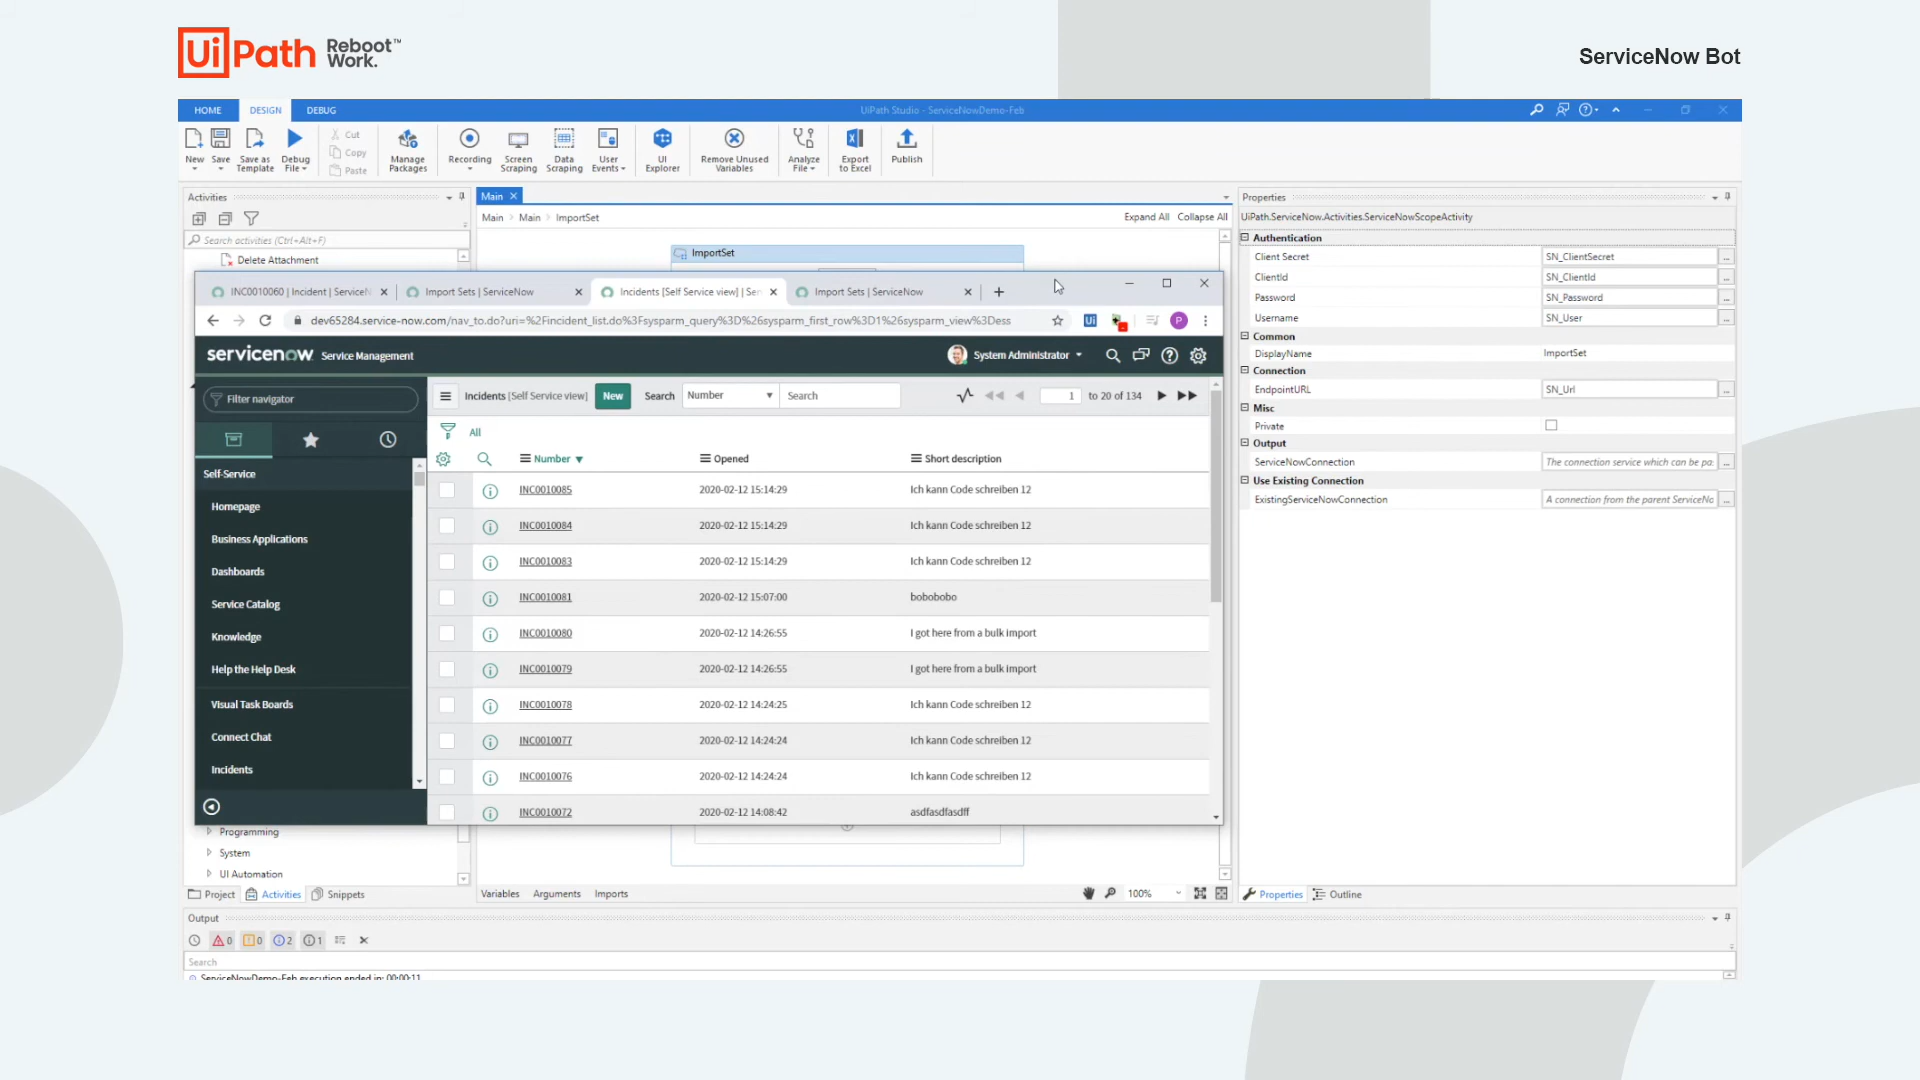 UiPath Reboot Work.™
ServiceNow Bot
HOME DESIGN DEBUG UiPath Studio - ServiceNowDemo-Feb
New Save Save as Template Debug File Cut Copy Paste Manage Packages Recording Screen Scraping Data Scraping User Events UI Explorer Remove Unused Variables Analyze File Export to Excel Publish
Activities
Search activities (Ctrl+Alt+F)
Delete Attachment
Main
Main > Main > ImportSet Expand All Collapse All
ImportSet
INC0010060 | Incident | ServiceN Import Sets | ServiceNow Incidents [Self Service view] | Ser Import Sets | ServiceNow
dev65284.service-now.com/nav_to.do?uri=%2Fincident_list.do%3Fsysparm_query%3D%26sysparm_first_row%3D1%26sysparm_view%3Dess
servicenow Service Management System Administrator
Filter navigator
Self-Service
Homepage
Business Applications
Dashboards
Service Catalog
Knowledge
Help the Help Desk
Visual Task Boards
Connect Chat
Incidents
Incidents [Self Service view] New Search Number Search 1 to 20 of 134
All
Number Opened Short description
INC0010085 2020-02-12 15:14:29 Ich kann Code schreiben 12
INC0010084 2020-02-12 15:14:29 Ich kann Code schreiben 12
INC0010083 2020-02-12 15:14:29 Ich kann Code schreiben 12
INC0010081 2020-02-12 15:07:00 bobobobo
INC0010080 2020-02-12 14:26:55 I got here from a bulk import
INC0010079 2020-02-12 14:26:55 I got here from a bulk import
INC0010078 2020-02-12 14:24:25 Ich kann Code schreiben 12
INC0010077 2020-02-12 14:24:24 Ich kann Code schreiben 12
INC0010076 2020-02-12 14:24:24 Ich kann Code schreiben 12
INC0010072 2020-02-12 14:08:42 asdfasdfasdff
Programming
System
UI Automation
Project Activities Snippets
Variables Arguments Imports 100%
Properties
UiPath.ServiceNow.Activities.ServiceNowScopeActivity
Authentication
Client Secret SN_ClientSecret ...
ClientId SN_ClientId ...
Password SN_Password ...
Username SN_User ...
Common
DisplayName ImportSet
Connection
EndpointURL SN_Url ...
Misc
Private
Output
ServiceNowConnection The connection service which can be pa: ...
Use Existing Connection
ExistingServiceNowConnection A connection from the parent ServiceNo ...
Properties Outline
Output
0 0 2 1
Search
ServiceNowDemo-Feb execution ended in: 00:00:11